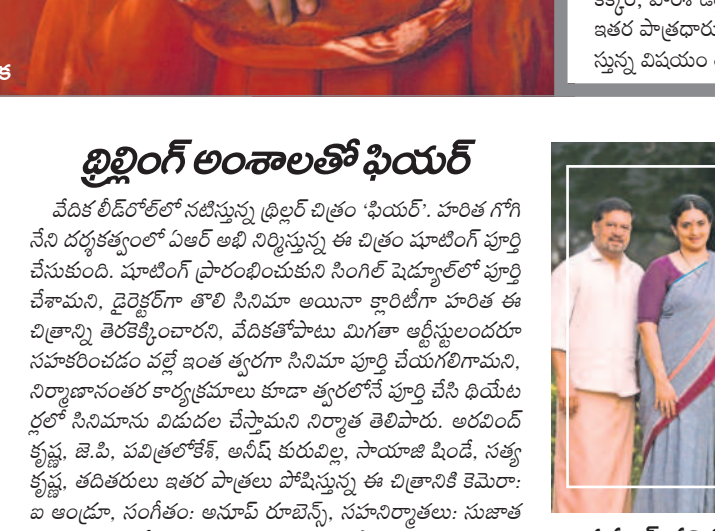 క
కక్కర్,
ఇతర పాత్రధారు
స్తున్న విషయం
థ్రిల్లింగ్ అంశాలతో ఫియర్
వేదిక లీడ్‌రోల్‌లో నటిస్తున్న థ్రిల్లర్ చిత్రం ‘ఫియర్’. హరిత గోగి
నేని దర్శకత్వంలో ఏఆర్ అభి నిర్మిస్తున్న ఈ చిత్రం షూటింగ్ పూర్తి
చేసుకుంది. షూటింగ్ ప్రారంభించుకుని సింగిల్ షెడ్యూల్‌లో పూర్తి
చేశామని, డైరెక్టర్‌గా తొలి సినిమా అయినా క్లారిటీగా హరిత ఈ
చిత్రాన్ని తెరకెక్కించారని, వేదికతోపాటు మిగతా ఆర్టిస్టులందరూ
సహకరించడం వల్లే ఇంత త్వరగా సినిమా పూర్తి చేయగలిగామని,
నిర్మాణానంతర కార్యక్రమాలు కూడా త్వరలోనే పూర్తి చేసి థియేట
ర్లలో సినిమాను విడుదల చేస్తామని నిర్మాత తెలిపారు. అరవింద్
కృష్ణ, జె.పి, పవిత్రలోకేశ్, అనీష్ కురువిల్ల, సాయాజి షిండే, సత్య
కృష్ణ, తదితరులు ఇతర పాత్రలు పోషిస్తున్న ఈ చిత్రానికి కెమెరా:
ఐ ఆండ్రూ, సంగీతం: అనూప్ రూబెన్స్, సహనిర్మాతలు: సుజాత